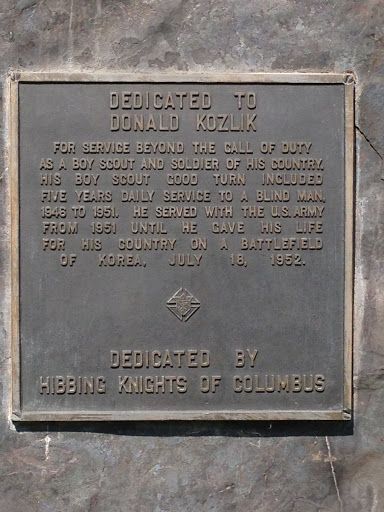 DEDICATED TO
DONALD KOZLIK
FOR SERVICE BEYOND THE CALL OF DUTY
AS A BOY SCOUT AND SOLDIER OF HIS COUNTRY.
HIS BOY SCOUT GOOD TURN INCLUDED
FIVE YEARS DAILY SERVICE TO A BLIND MAN,
1946 TO 1951. HE SERVED WITH THE U.S. ARMY
FROM 1951 UNTIL HE GAVE HIS LIFE
FOR HIS COUNTRY ON A BATTLEFIELD
OF KOREA, JULY 18, 1952.
DEDICATED BY
HIBBING KNIGHTS OF COLUMBUS